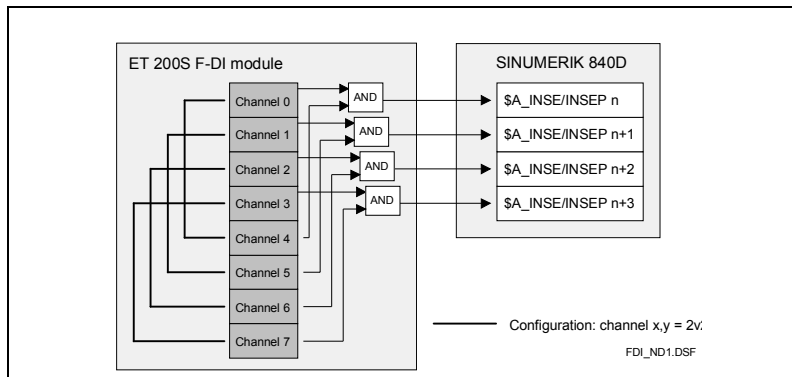 ET 200S F-DI module
SINUMERIK 840D
Channel 0
Channel 1
Channel 2
Channel 3
Channel 4
Channel 5
Channel 6
Channel 7
AND
AND
AND
AND
$A_INSE/INSEP n
$A_INSE/INSEP n+1
$A_INSE/INSEP n+2
$A_INSE/INSEP n+3
Configuration: channel x,y =
FDI_ND1.DSF